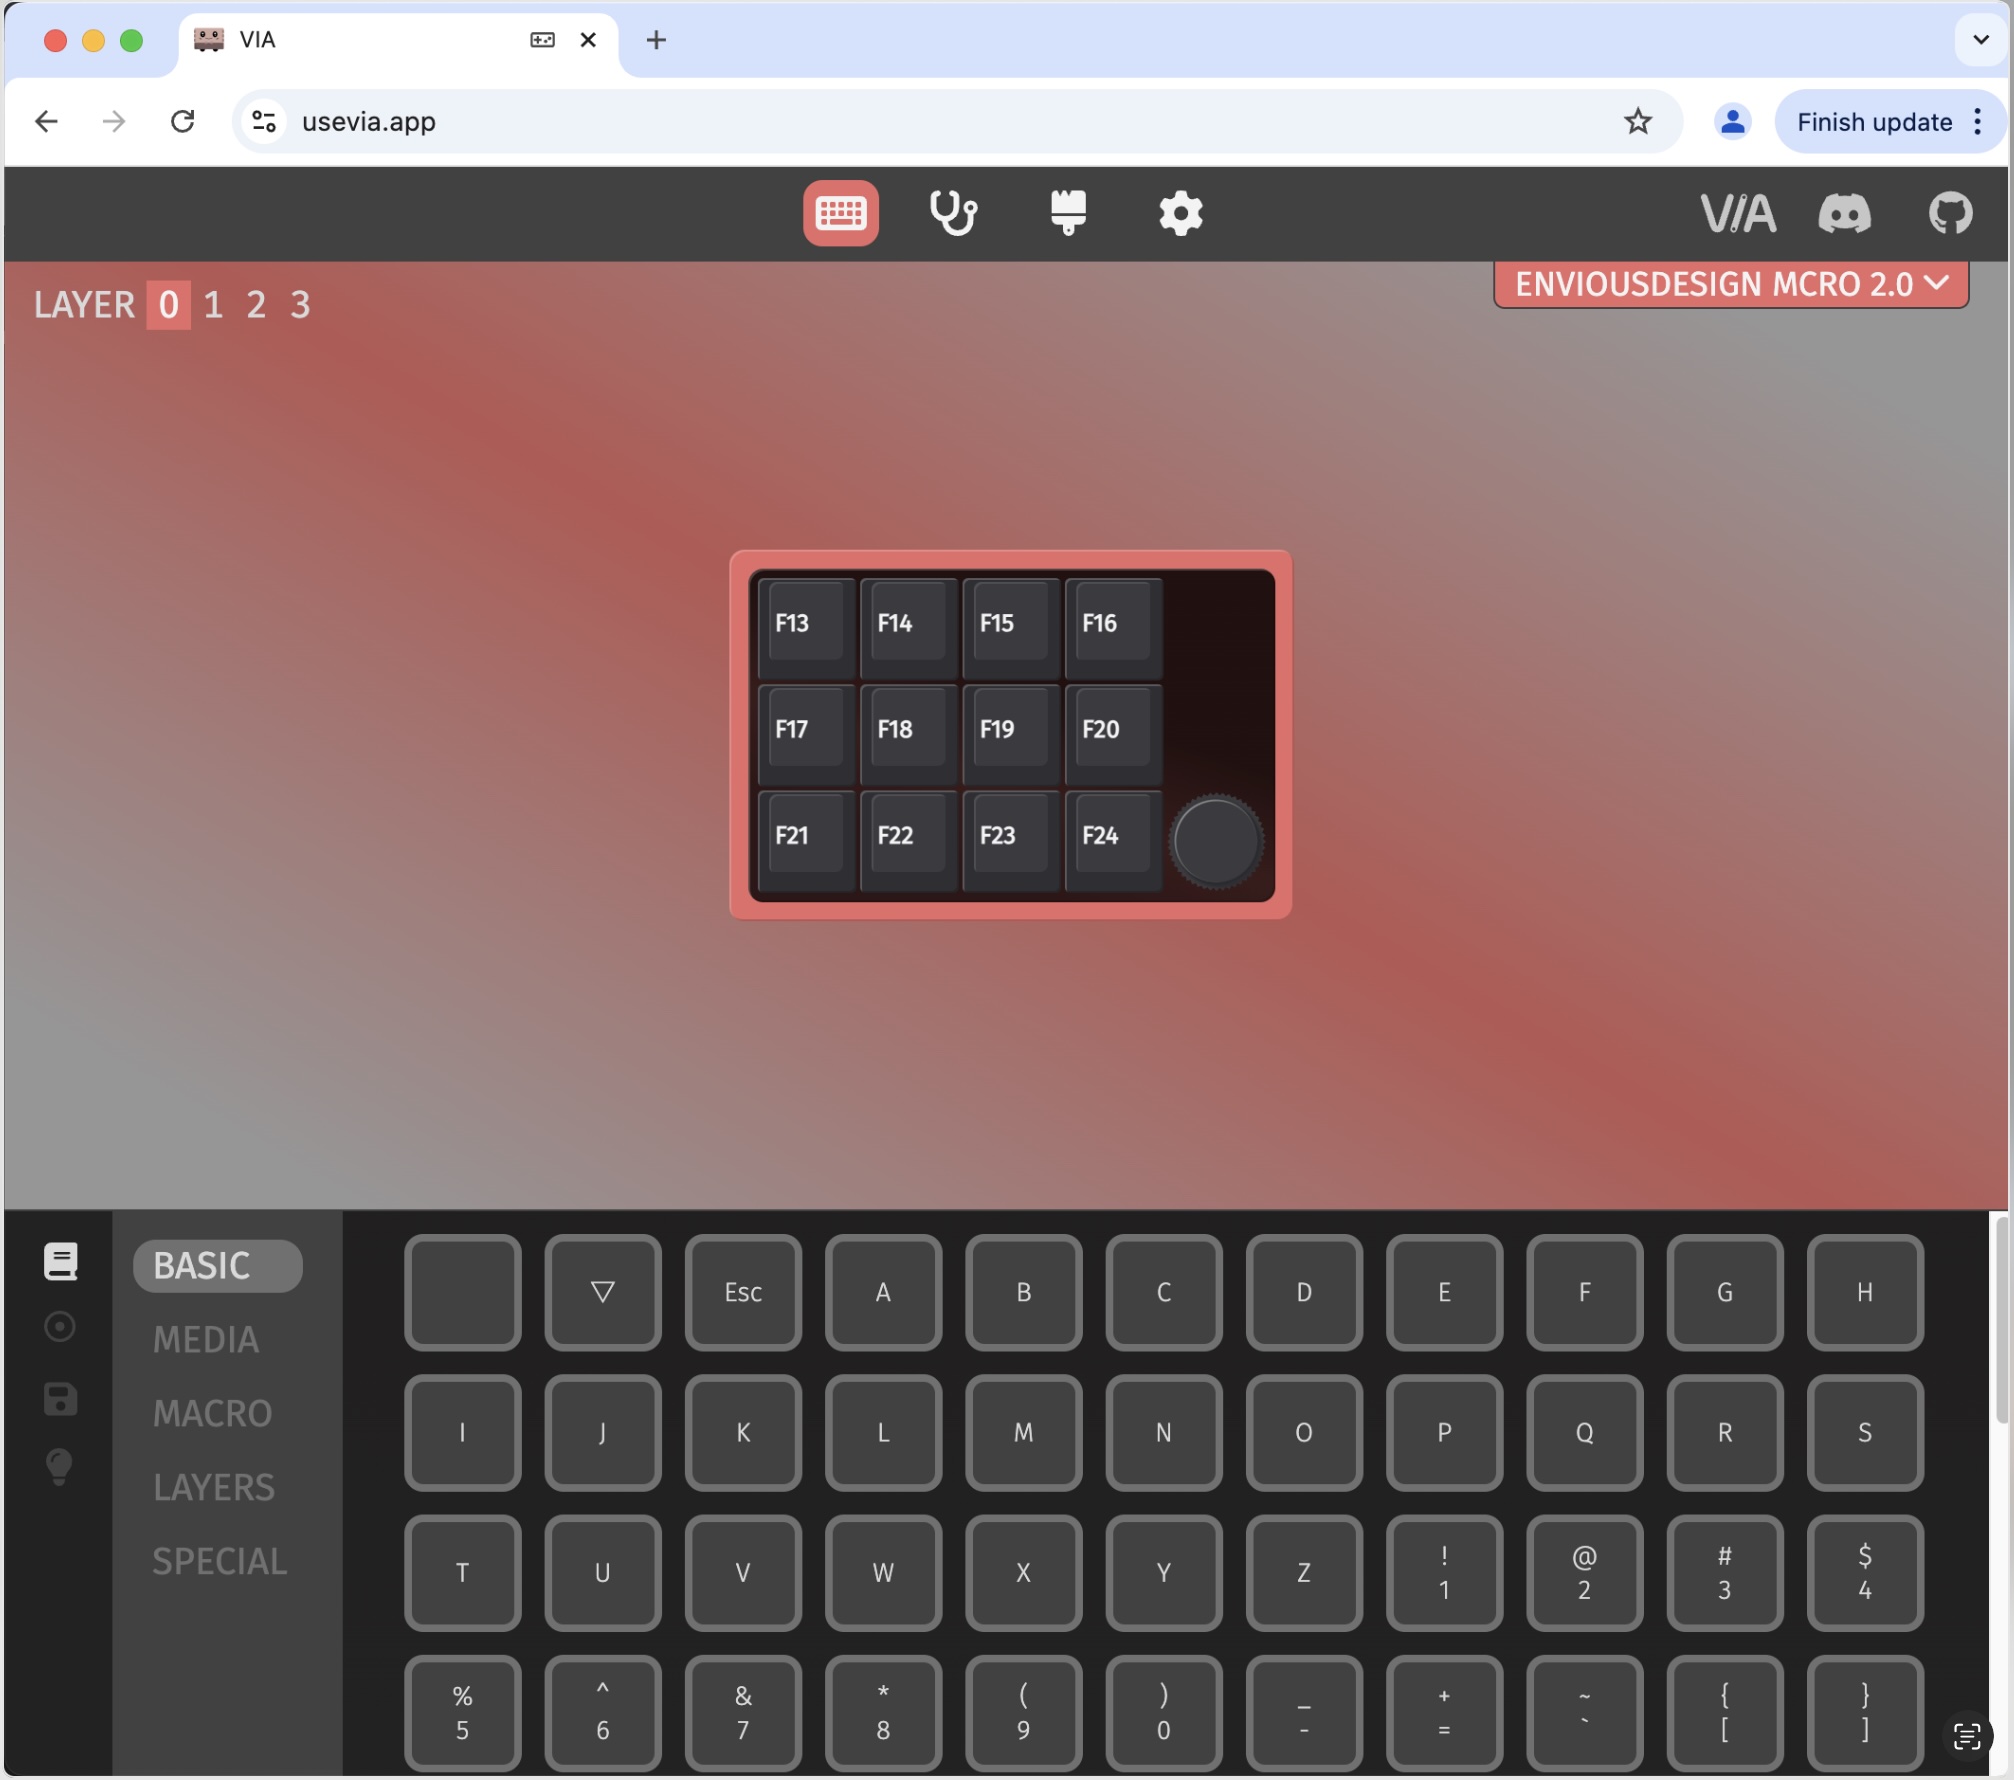 VIA
usevia.app
Finish update
VIA
LAYER 0 1 2 3
ENVIOUSDESIGN MCRO 2.0
F13 F14 F15 F16
F17 F18 F19 F20
F21 F22 F23 F24
BASIC
MEDIA
MACRO
LAYERS
SPECIAL
▽ Esc A B C D E F G H
I J K L M N O P Q R S
T U V W X Y Z ! @ # $
1 2 3 4
% ^ & * ( ) _ + ~ { }
5 6 7 8 9 0 - = ` [ ]